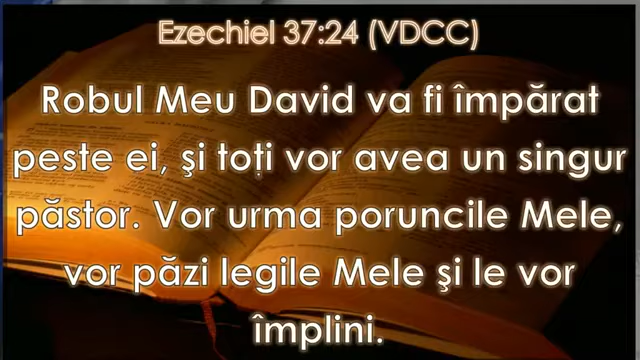 Ezechiel 37:24 (VDCC)
Robul Meu David va fi împărat
peste ei, şi toţi vor avea un singur
păstor. Vor urma poruncile Mele,
vor păzi legile Mele şi le vor
împlini.